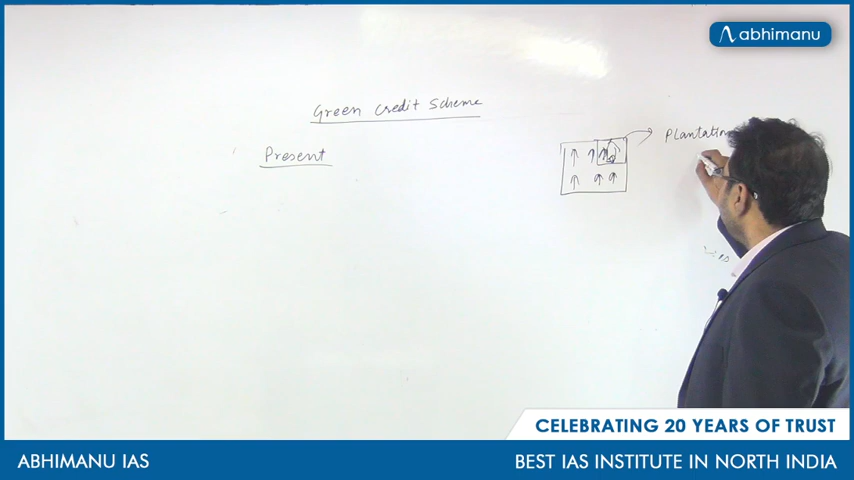 abhimanu
Green Credit Scheme
Present
Plantation
CELEBRATING 20 YEARS OF TRUST
ABHIMANU IAS
BEST IAS INSTITUTE IN NORTH INDIA